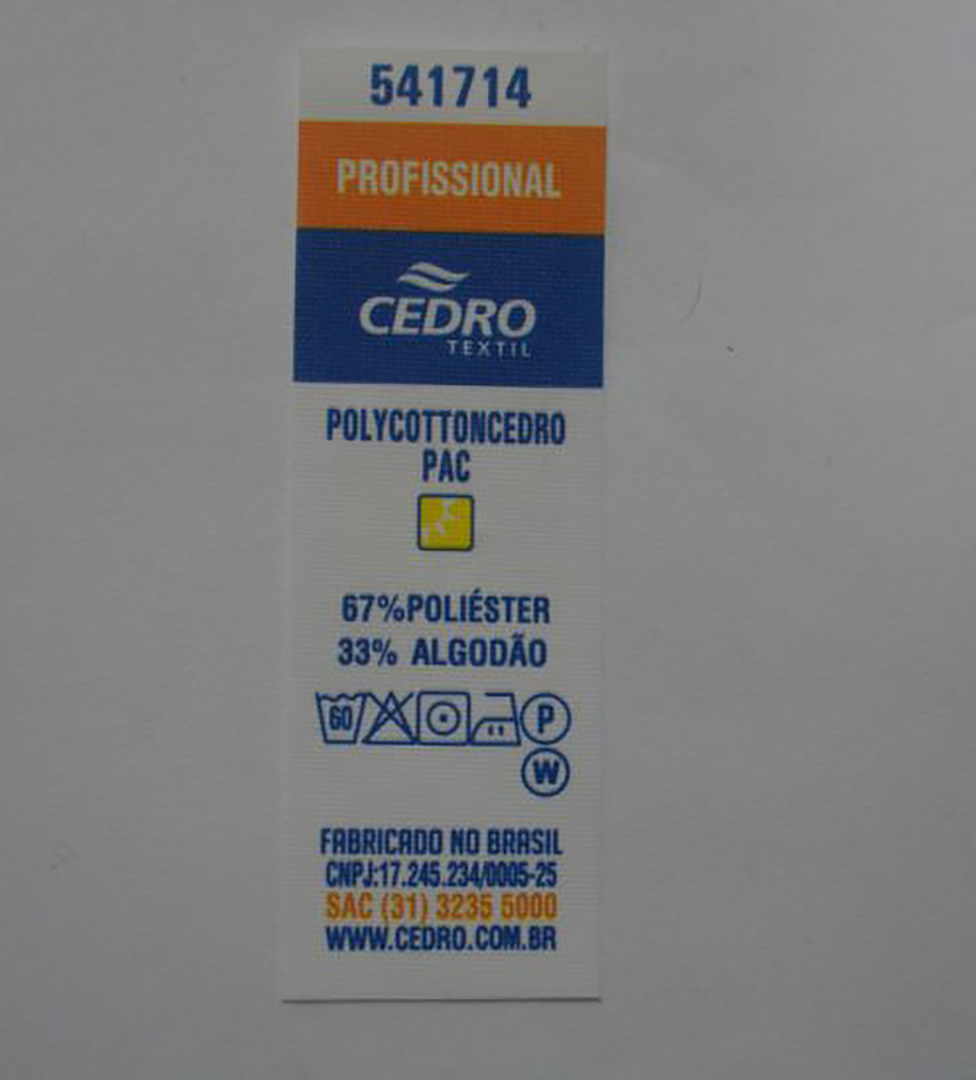 541714
PROFISSIONAL
CEDRO
TEXTIL
POLYCOTTONCEDRO
PAC
67%POLIÉSTER
33% ALGODÃO
60 P
W
FABRICADO NO BRASIL
CNPJ:17.245.234/0005-25
SAC (31) 3235 5000
WWW.CEDRO.COM.BR